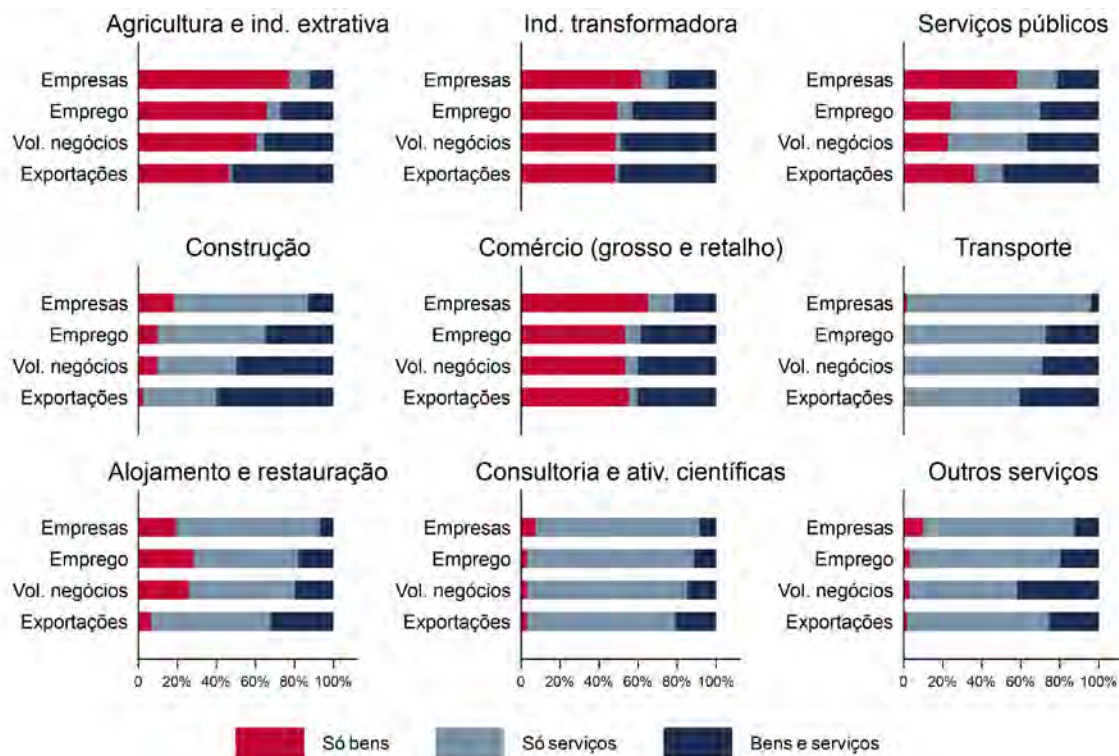 Agricultura e ind. extrativa
Empresas
Emprego
Vol. negócios
Exportações
Ind. transformadora
Empresas
Emprego
Vol. negócios
Exportações
Serviços públicos
Empresas
Emprego
Vol. negócios
Exportações
Construção
Empresas
Emprego
Vol. negócios
Exportações
Comércio (grosso e retalho)
Empresas
Emprego
Vol. negócios
Exportações
Transporte
Empresas
Emprego
Vol. negócios
Exportações
Alojamento e restauração
Empresas
Emprego
Vol. negócios
Exportações
0 20% 40% 60% 80% 100%
Consultoria e ativ. científicas
Empresas
Emprego
Vol. negócios
Exportações
0 20% 40% 60% 80% 100%
Outros serviços
Empresas
Emprego
Vol. negócios
Exportações
0 20% 40% 60% 80% 100%
Só bens Só serviços Bens e serviços